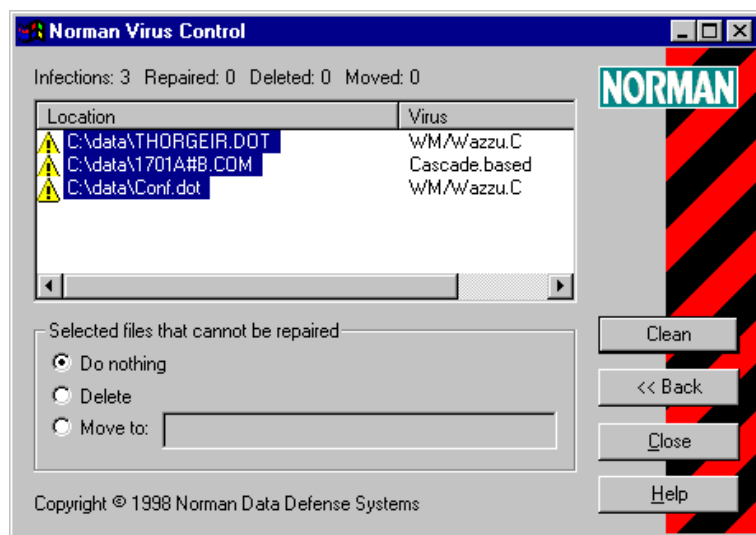 Norman Virus Control
Infections: 3 Repaired: 0 Deleted: 0 Moved: 0
NORMAN
Location Virus
C:\data\THORGEIR.DOT WM/Wazzu.C
C:\data\1701A#B.COM Cascade.based
C:\data\Conf.dot WM/Wazzu.C
Selected files that cannot be repaired
Do nothing
Delete
Move to:
Clean
<< Back
Close
Help
Copyright © 1998 Norman Data Defense Systems